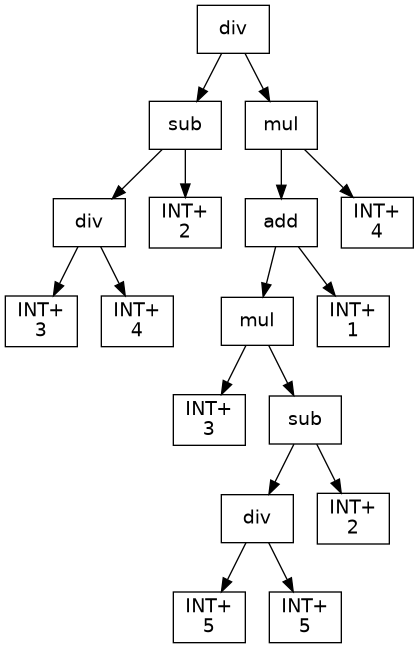 div
sub
mul
div
INT+
2
add
INT+
4
INT+
3
INT+
4
mul
INT+
1
INT+
3
sub
div
INT+
2
INT+
5
INT+
5